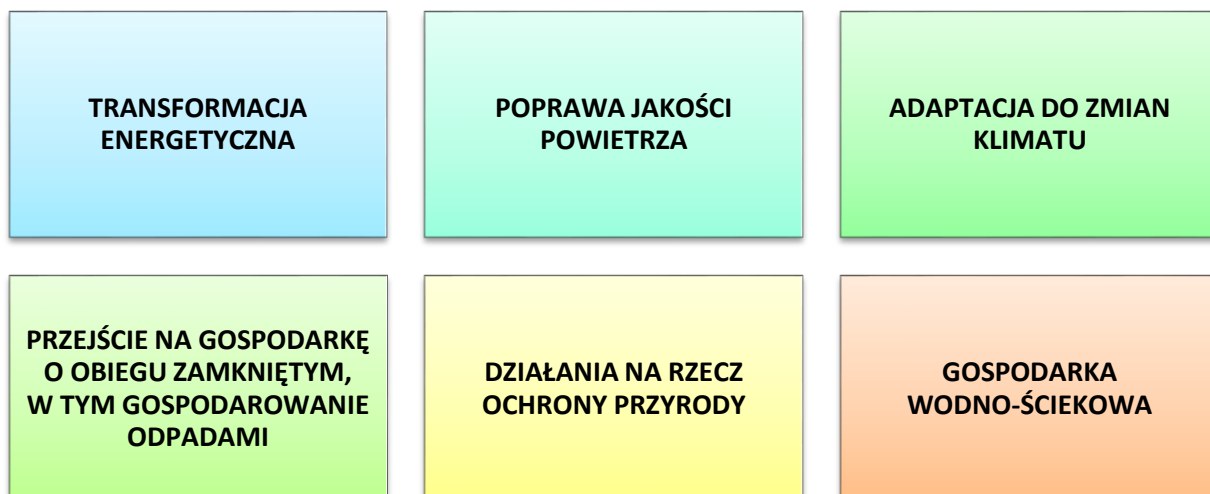 TRANSFORMACJA
ENERGETYCZNA
POPRAWA JAKOŚCI
POWIETRZA
ADAPTACJA DO ZMIAN
KLIMATU
PRZEJŚCIE NA GOSPODARKĘ
O OBIEGU ZAMKNIĘTYM,
W TYM GOSPODAROWANIE
ODPADAMI
DZIAŁANIA NA RZECZ
OCHRONY PRZYRODY
GOSPODARKA
WODNO-ŚCIEKOWA